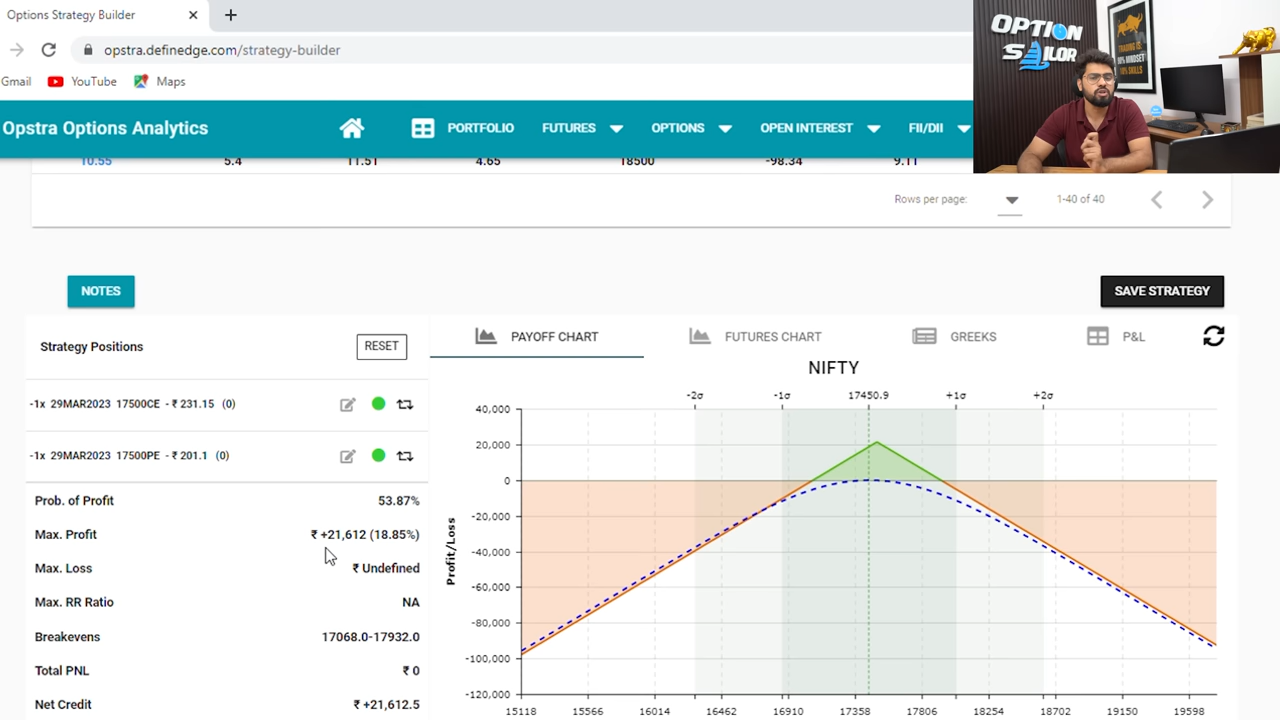 Options Strategy Builder
opstra.definedge.com/strategy-builder
Gmail YouTube Maps
OPTION
SAILOR
TRADING IS
90% MINDSET
10% SKILLS
Opstra Options Analytics PORTFOLIO FUTURES OPTIONS OPEN INTEREST FII/DII
10.55 5.4 11.51 4.65 18500 -98.34 9.11
Rows per page: 1-40 of 40
NOTES
SAVE STRATEGY
Strategy Positions RESET
PAYOFF CHART FUTURES CHART GREEKS P&L
NIFTY
-1x 29MAR2023 17500CE - ₹ 231.15 (0)
-1x 29MAR2023 17500PE - ₹ 201.1 (0)
Prob. of Profit 53.87%
Max. Profit ₹ +21,612 (18.85%)
Max. Loss ₹ Undefined
Max. RR Ratio NA
Breakevens 17068.0-17932.0
Total PNL ₹ 0
Net Credit ₹ +21,612.5
-2σ -1σ 17450.9 +1σ +2σ
40,000
20,000
0
-20,000
-40,000
-60,000
-80,000
-100,000
-120,000
Profit/Loss
15118 15566 16014 16462 16910 17358 17806 18254 18702 19150 19598